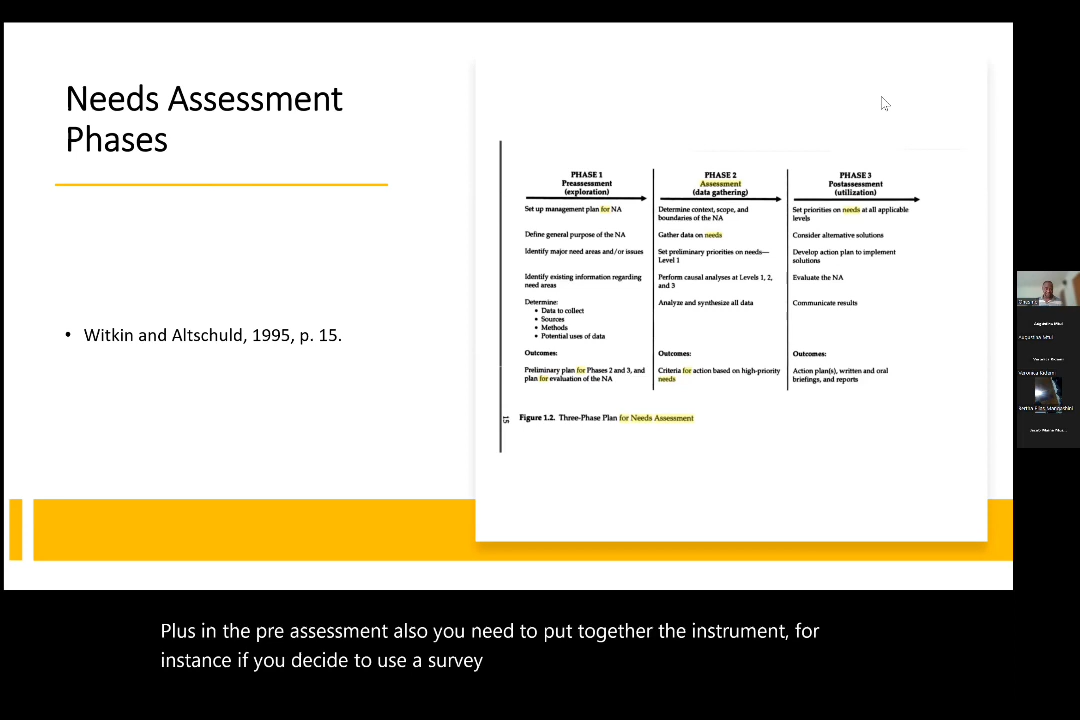 Needs Assessment
Phases
• Witkin and Altschuld, 1995, p. 15.
PHASE 1
Preassessment
(exploration)
Set up management plan for NA
Define general purpose of the NA
Identify major need areas and/or issues
Identify existing information regarding
need areas
Determine:
• Data to collect
• Sources
• Methods
• Potential uses of data
Outcomes:
Preliminary plan for Phases 2 and 3, and
plan for evaluation of the NA
PHASE 2
Assessment
(data gathering)
Determine context, scope, and
boundaries of the NA
Gather data on needs
Set preliminary priorities on needs—
Level 1
Perform causal analyses at Levels 1, 2,
and 3
Analyze and synthesize all data
Outcomes:
Criteria for action based on high-priority
needs
PHASE 3
Postassessment
(utilization)
Set priorities on needs at all applicable
levels
Consider alternative solutions
Develop action plan to implement
solutions
Evaluate the NA
Communicate results
Outcomes:
Action plan(s), written and oral
briefings, and reports
15
Figure 1.2. Three-Phase Plan for Needs Assessment
Augustina Mtui
Augustina Mtui
Veronica Kidemi
Plus in the pre assessment also you need to put together the instrument, for
instance if you decide to use a survey